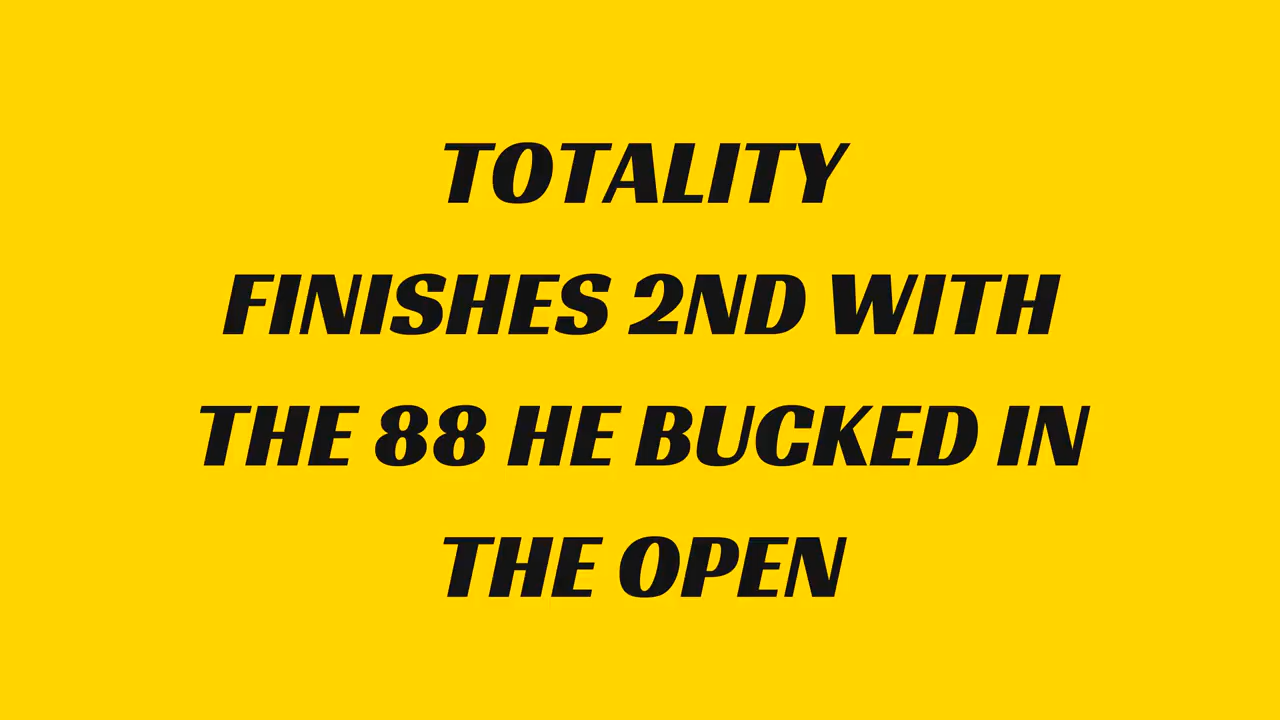 TOTALITY
FINISHES 2ND WITH
THE 88 HE BUCKED IN
THE OPEN